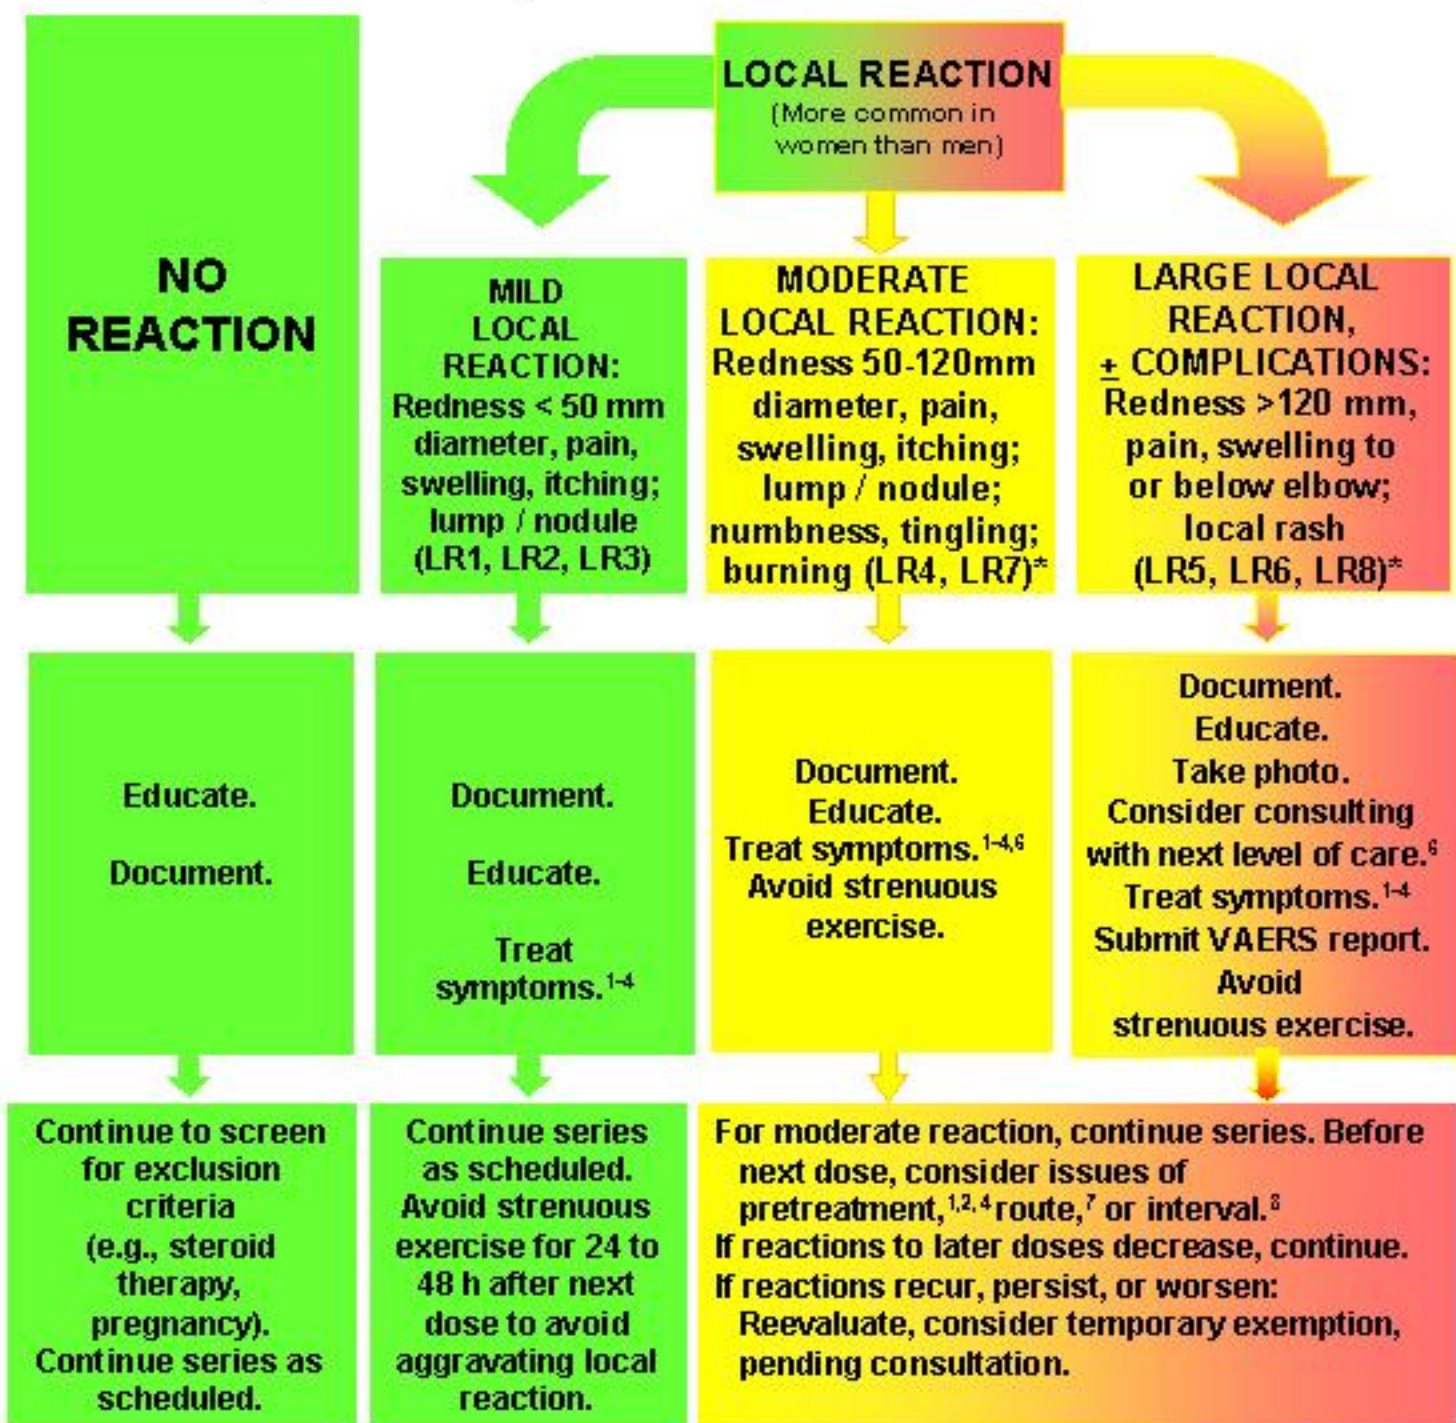 NO
REACTION
LOCAL REACTION
(More common in
women than men)
MILD
LOCAL
REACTION:
Redness < 50 mm
diameter, pain,
swelling, itching;
lump / nodule
(LR1, LR2, LR3)
MODERATE
LOCAL REACTION:
Redness 50-120mm
diameter, pain,
swelling, itching;
lump / nodule;
numbness, tingling;
burning (LR4, LR7)*
LARGE LOCAL
REACTION,
± COMPLICATIONS:
Redness >120 mm,
pain, swelling to
or below elbow;
local rash
(LR5, LR6, LR8)*
Educate.
Document.
Document.
Educate.
Treat
symptoms.¹⁻⁴
Document.
Educate.
Treat symptoms.¹⁻⁴,⁶
Avoid strenuous
exercise.
Document.
Educate.
Take photo.
Consider consulting
with next level of care.⁶
Treat symptoms.¹⁻⁴
Submit VAERS report.
Avoid
strenuous exercise.
Continue to screen
for exclusion
criteria
(e.g., steroid
therapy,
pregnancy).
Continue series as
scheduled.
Continue series
as scheduled.
Avoid strenuous
exercise for 24 to
48 h after next
dose to avoid
aggravating local
reaction.
For moderate reaction, continue series. Before
next dose, consider issues of
pretreatment,¹,²,⁴ route,⁷ or interval.⁸
If reactions to later doses decrease, continue.
If reactions recur, persist, or worsen:
Reevaluate, consider temporary exemption,
pending consultation.